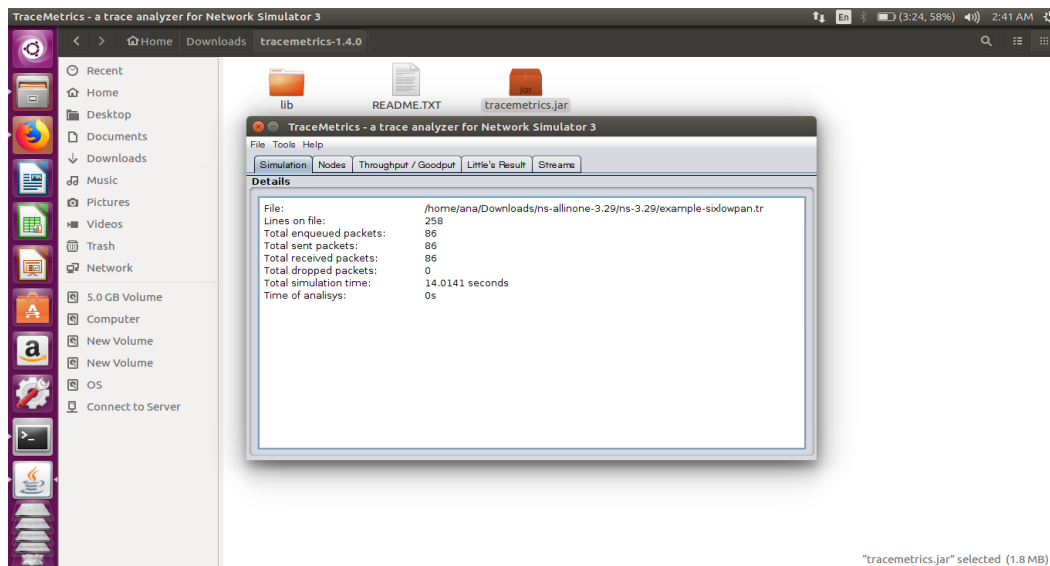 TraceMetrics - a trace analyzer for Network Simulator 3
En
(3:24, 58%)
2:41 AM
Home
Downloads
tracemetrics-1.4.0
Recent
Home
Desktop
Documents
Downloads
Music
Pictures
Videos
Trash
Network
5.0 GB Volume
Computer
New Volume
New Volume
OS
Connect to Server
lib
README.TXT
jar
tracemetrics.jar
TraceMetrics - a trace analyzer for Network Simulator 3
File Tools Help
Simulation Nodes Throughput / Goodput Little's Result Streams
Details
File: /home/ana/Downloads/ns-allinone-3.29/ns-3.29/example-sixlowpan.tr
Lines on file: 258
Total enqueued packets: 86
Total sent packets: 86
Total received packets: 86
Total dropped packets: 0
Total simulation time: 14.0141 seconds
Time of analisys: 0s
"tracemetrics.jar" selected (1.8 MB)